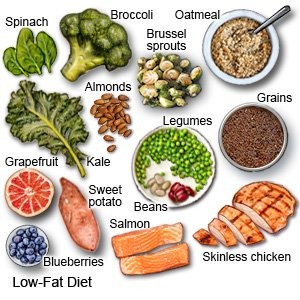 Spinach
Broccoli
Oatmeal
Brussel
sprouts
Almonds
Legumes
Grains
Grapefruit
Kale
Sweet
potato
Beans
Salmon
Skinless chicken
Blueberries
Low-Fat Diet